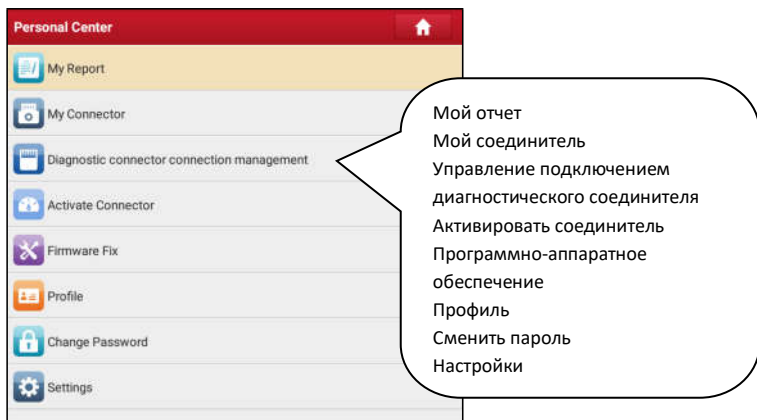 Personal Center
My Report
My Connector
Diagnostic connector connection management
Activate Connector
Firmware Fix
Profile
Change Password
Settings
Мой отчет
Мой соединитель
Управление подключением
диагностического соединителя
Активировать соединитель
Программно-аппаратное
обеспечение
Профиль
Сменить пароль
Настройки